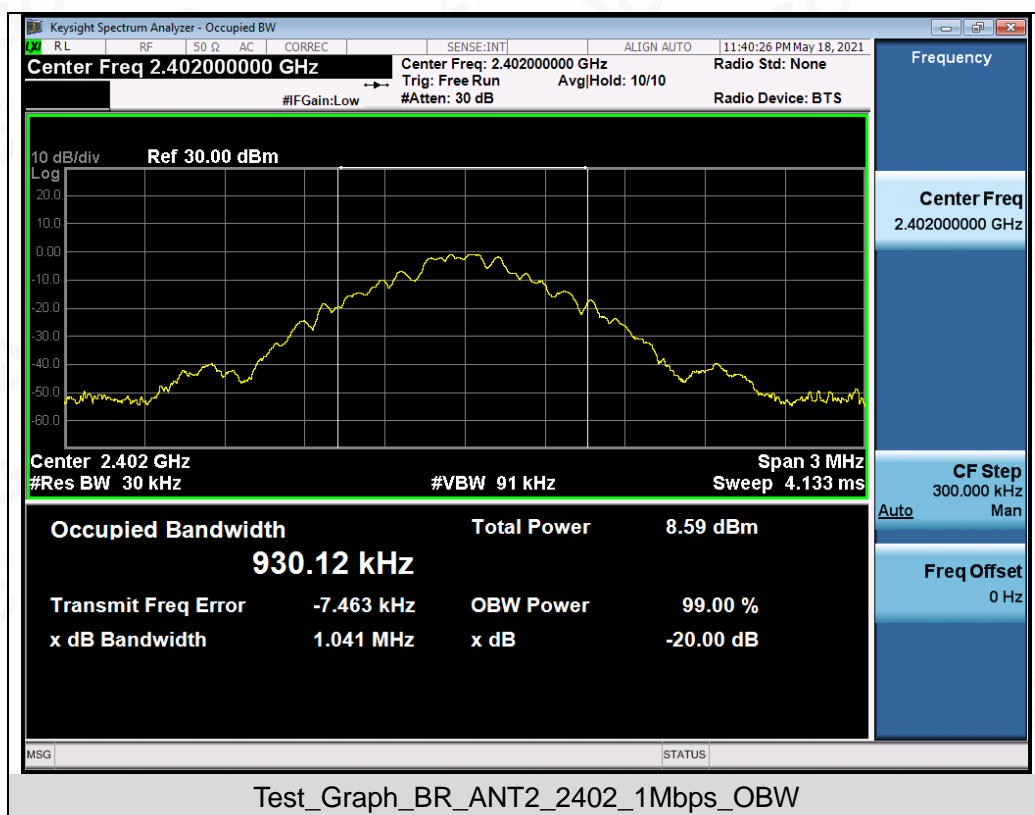 Keysight Spectrum Analyzer - Occupied BW
LXI RL RF 50 Ω AC CORREC SENSE:INT ALIGN AUTO 11:40:26 PM May 18, 2021
Center Freq 2.402000000 GHz Center Freq: 2.402000000 GHz Radio Std: None
Trig: Free Run Avg|Hold: 10/10
#IFGain:Low #Atten: 30 dB Radio Device: BTS
Frequency
10 dB/div Ref 30.00 dBm
Log
20.0
10.0
0.00
-10.0
-20.0
-30.0
-40.0
-50.0
-60.0
Center 2.402 GHz Span 3 MHz
#Res BW 30 kHz #VBW 91 kHz Sweep 4.133 ms
Center Freq
2.402000000 GHz
CF Step
300.000 kHz
Auto Man
Freq Offset
0 Hz
Occupied Bandwidth Total Power 8.59 dBm
930.12 kHz
Transmit Freq Error -7.463 kHz OBW Power 99.00 %
x dB Bandwidth 1.041 MHz x dB -20.00 dB
MSG STATUS
Test_Graph_BR_ANT2_2402_1Mbps_OBW